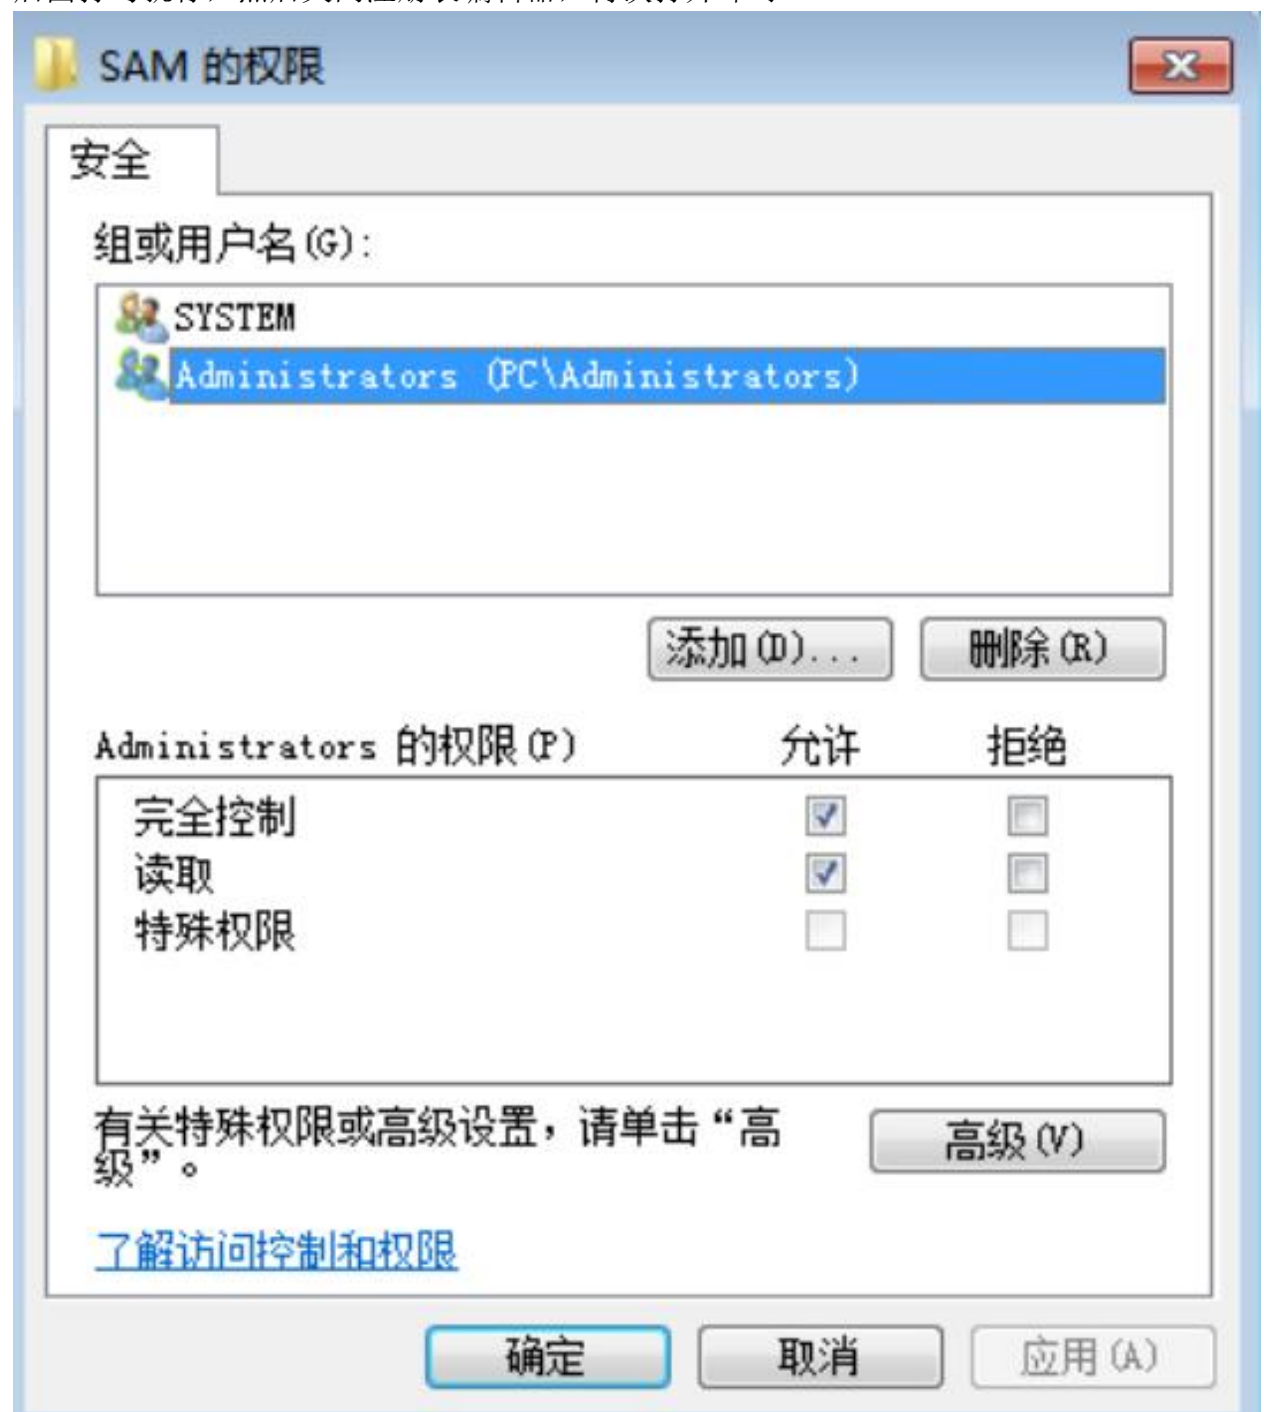 SAM 的权限
安全
组或用户名(G):
SYSTEM
Administrators (PC\Administrators)
添加(D)... 删除(R)
Administrators 的权限(P) 允许 拒绝
完全控制
读取
特殊权限
有关特殊权限或高级设置，请单击“高
级”。
高级(V)
了解访问控制和权限
确定 取消 应用(A)